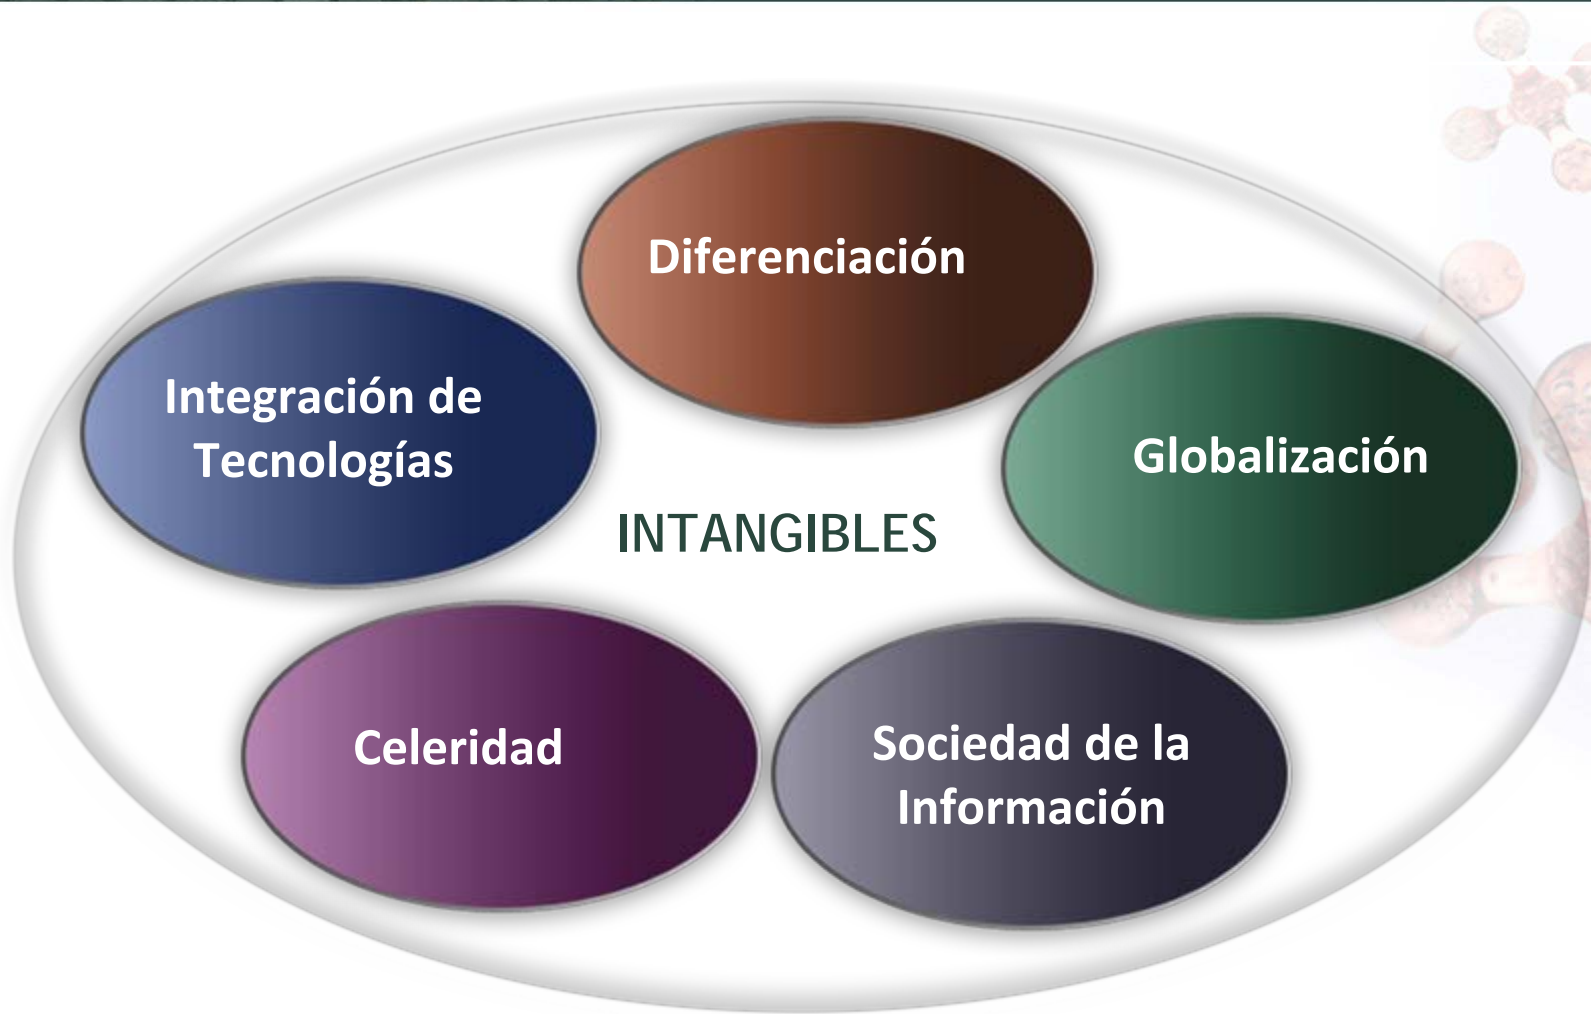 Diferenciación
Integración de
Tecnologías
Globalización
INTANGIBLES
Celeridad
Sociedad de la
Información